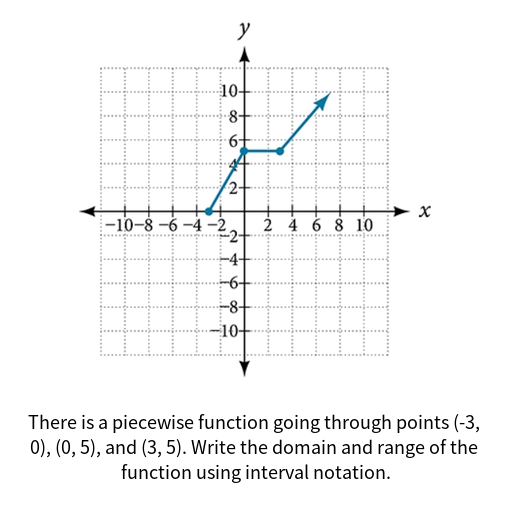 y
10
8
6
4
2
−10 −8 −6 −4 −2 2 4 6 8 10 x
−2
−4
−6
−8
−10
There is a piecewise function going through points (-3,
0), (0, 5), and (3, 5). Write the domain and range of the
function using interval notation.